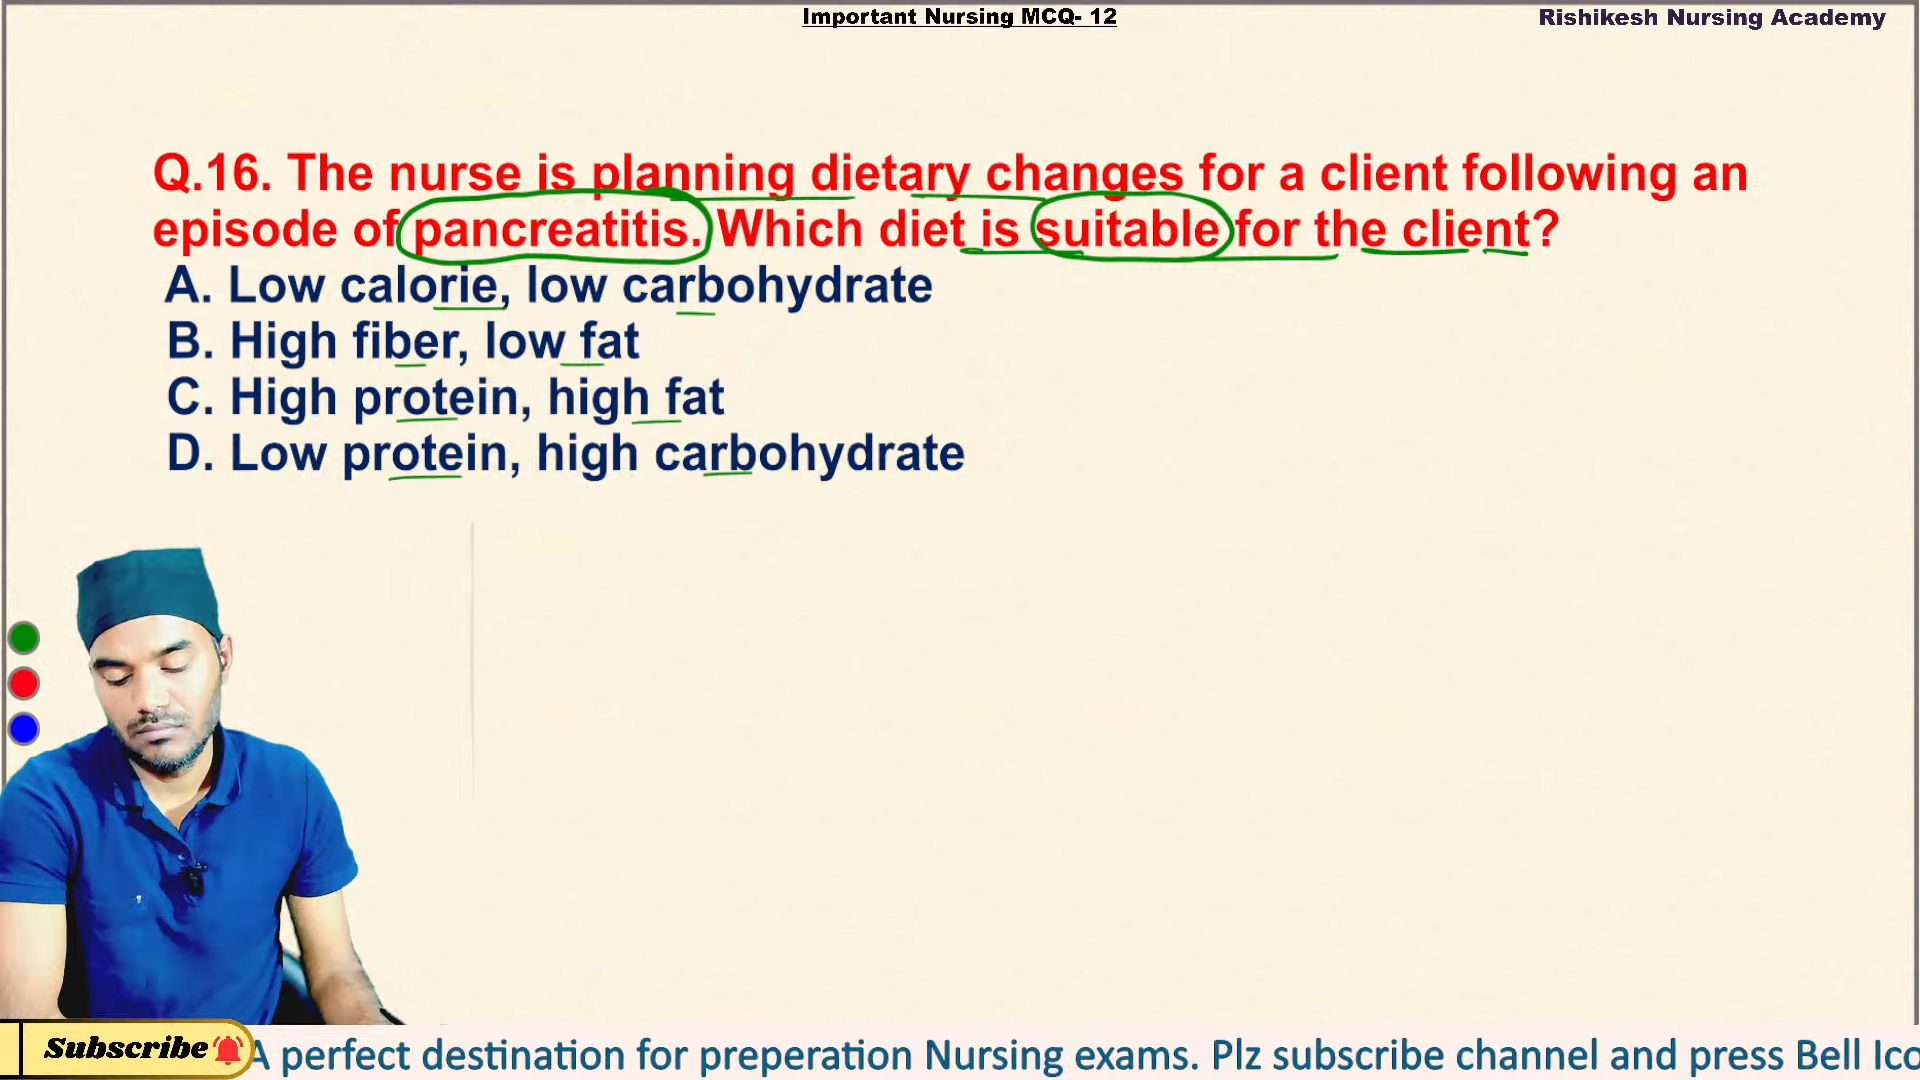 Important Nursing MCQ- 12
Rishikesh Nursing Academy
Q.16. The nurse is planning dietary changes for a client following an
episode of pancreatitis. Which diet is suitable for the client?
A. Low calorie, low carbohydrate
B. High fiber, low fat
C. High protein, high fat
D. Low protein, high carbohydrate
Subscribe
A perfect destination for preperation Nursing exams. Plz subscribe channel and press Bell Ico